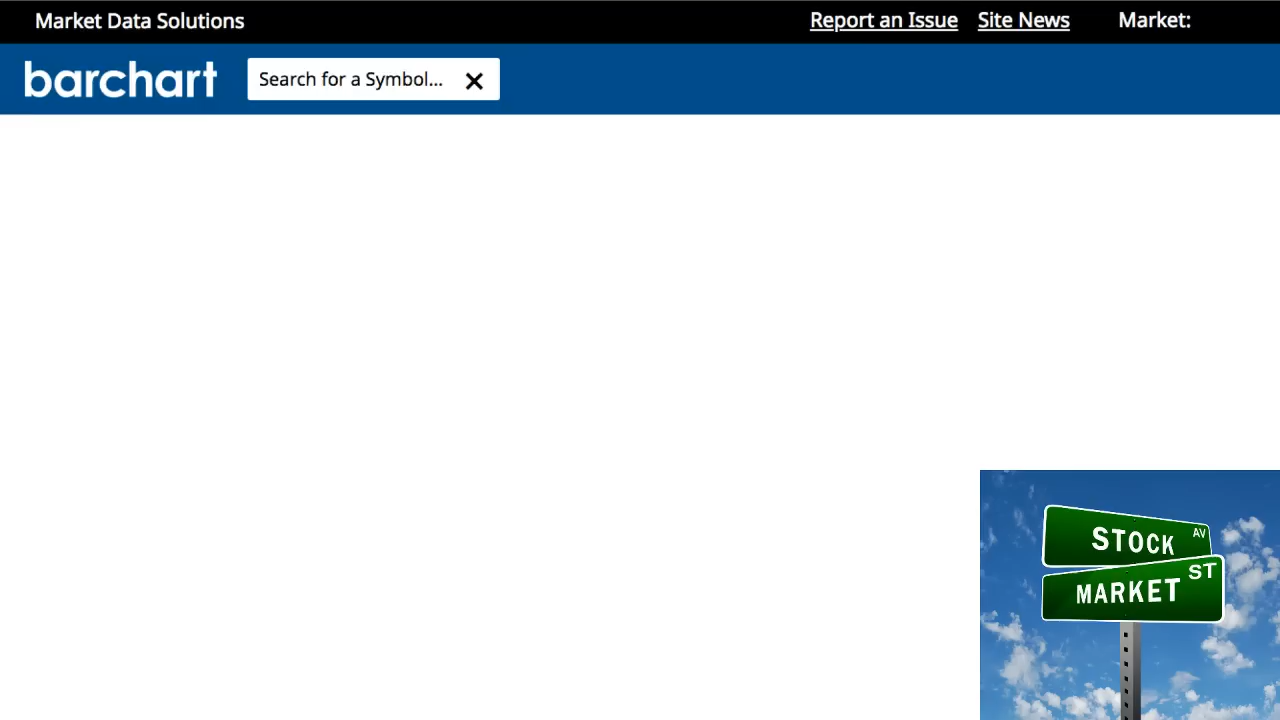 Market Data Solutions
Report an Issue Site News Market:
barchart Search for a Symbol...
STOCK AV
MARKET ST